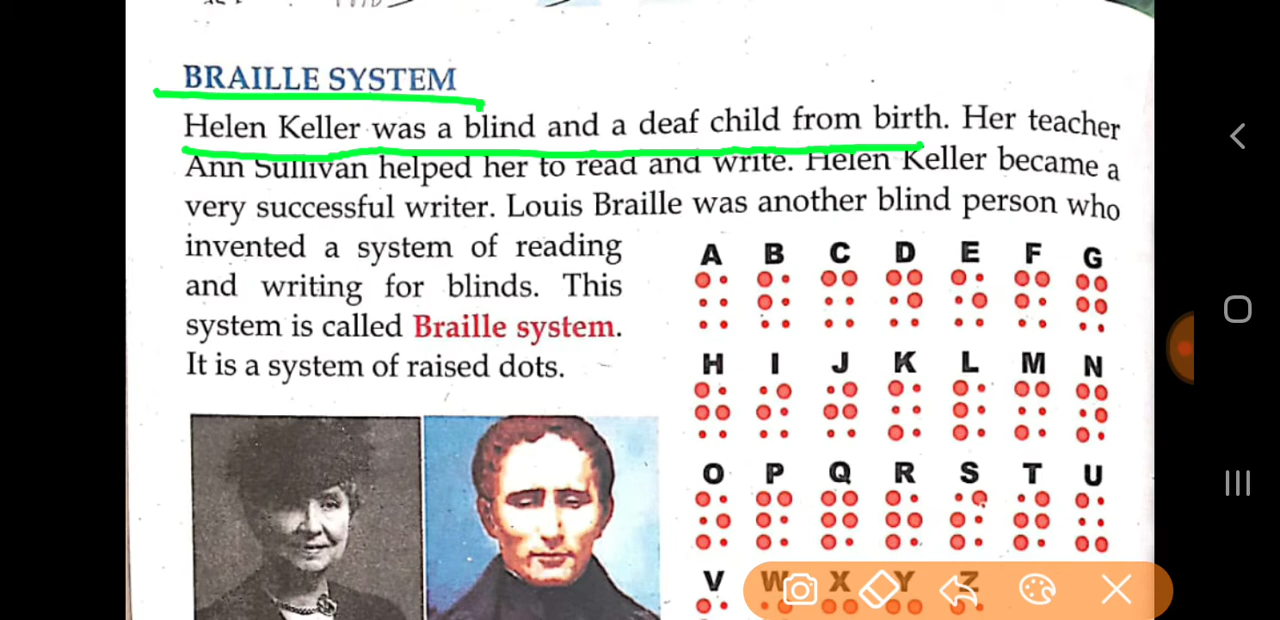 BRAILLE SYSTEM
Helen Keller was a blind and a deaf child from birth. Her teacher
Ann Sullivan helped her to read and write. Helen Keller became a
very successful writer. Louis Braille was another blind person who
invented a system of reading
and writing for blinds. This
system is called Braille system.
It is a system of raised dots.
A B C D E F G
H I J K L M N
O P Q R S T U
V W X Y Z